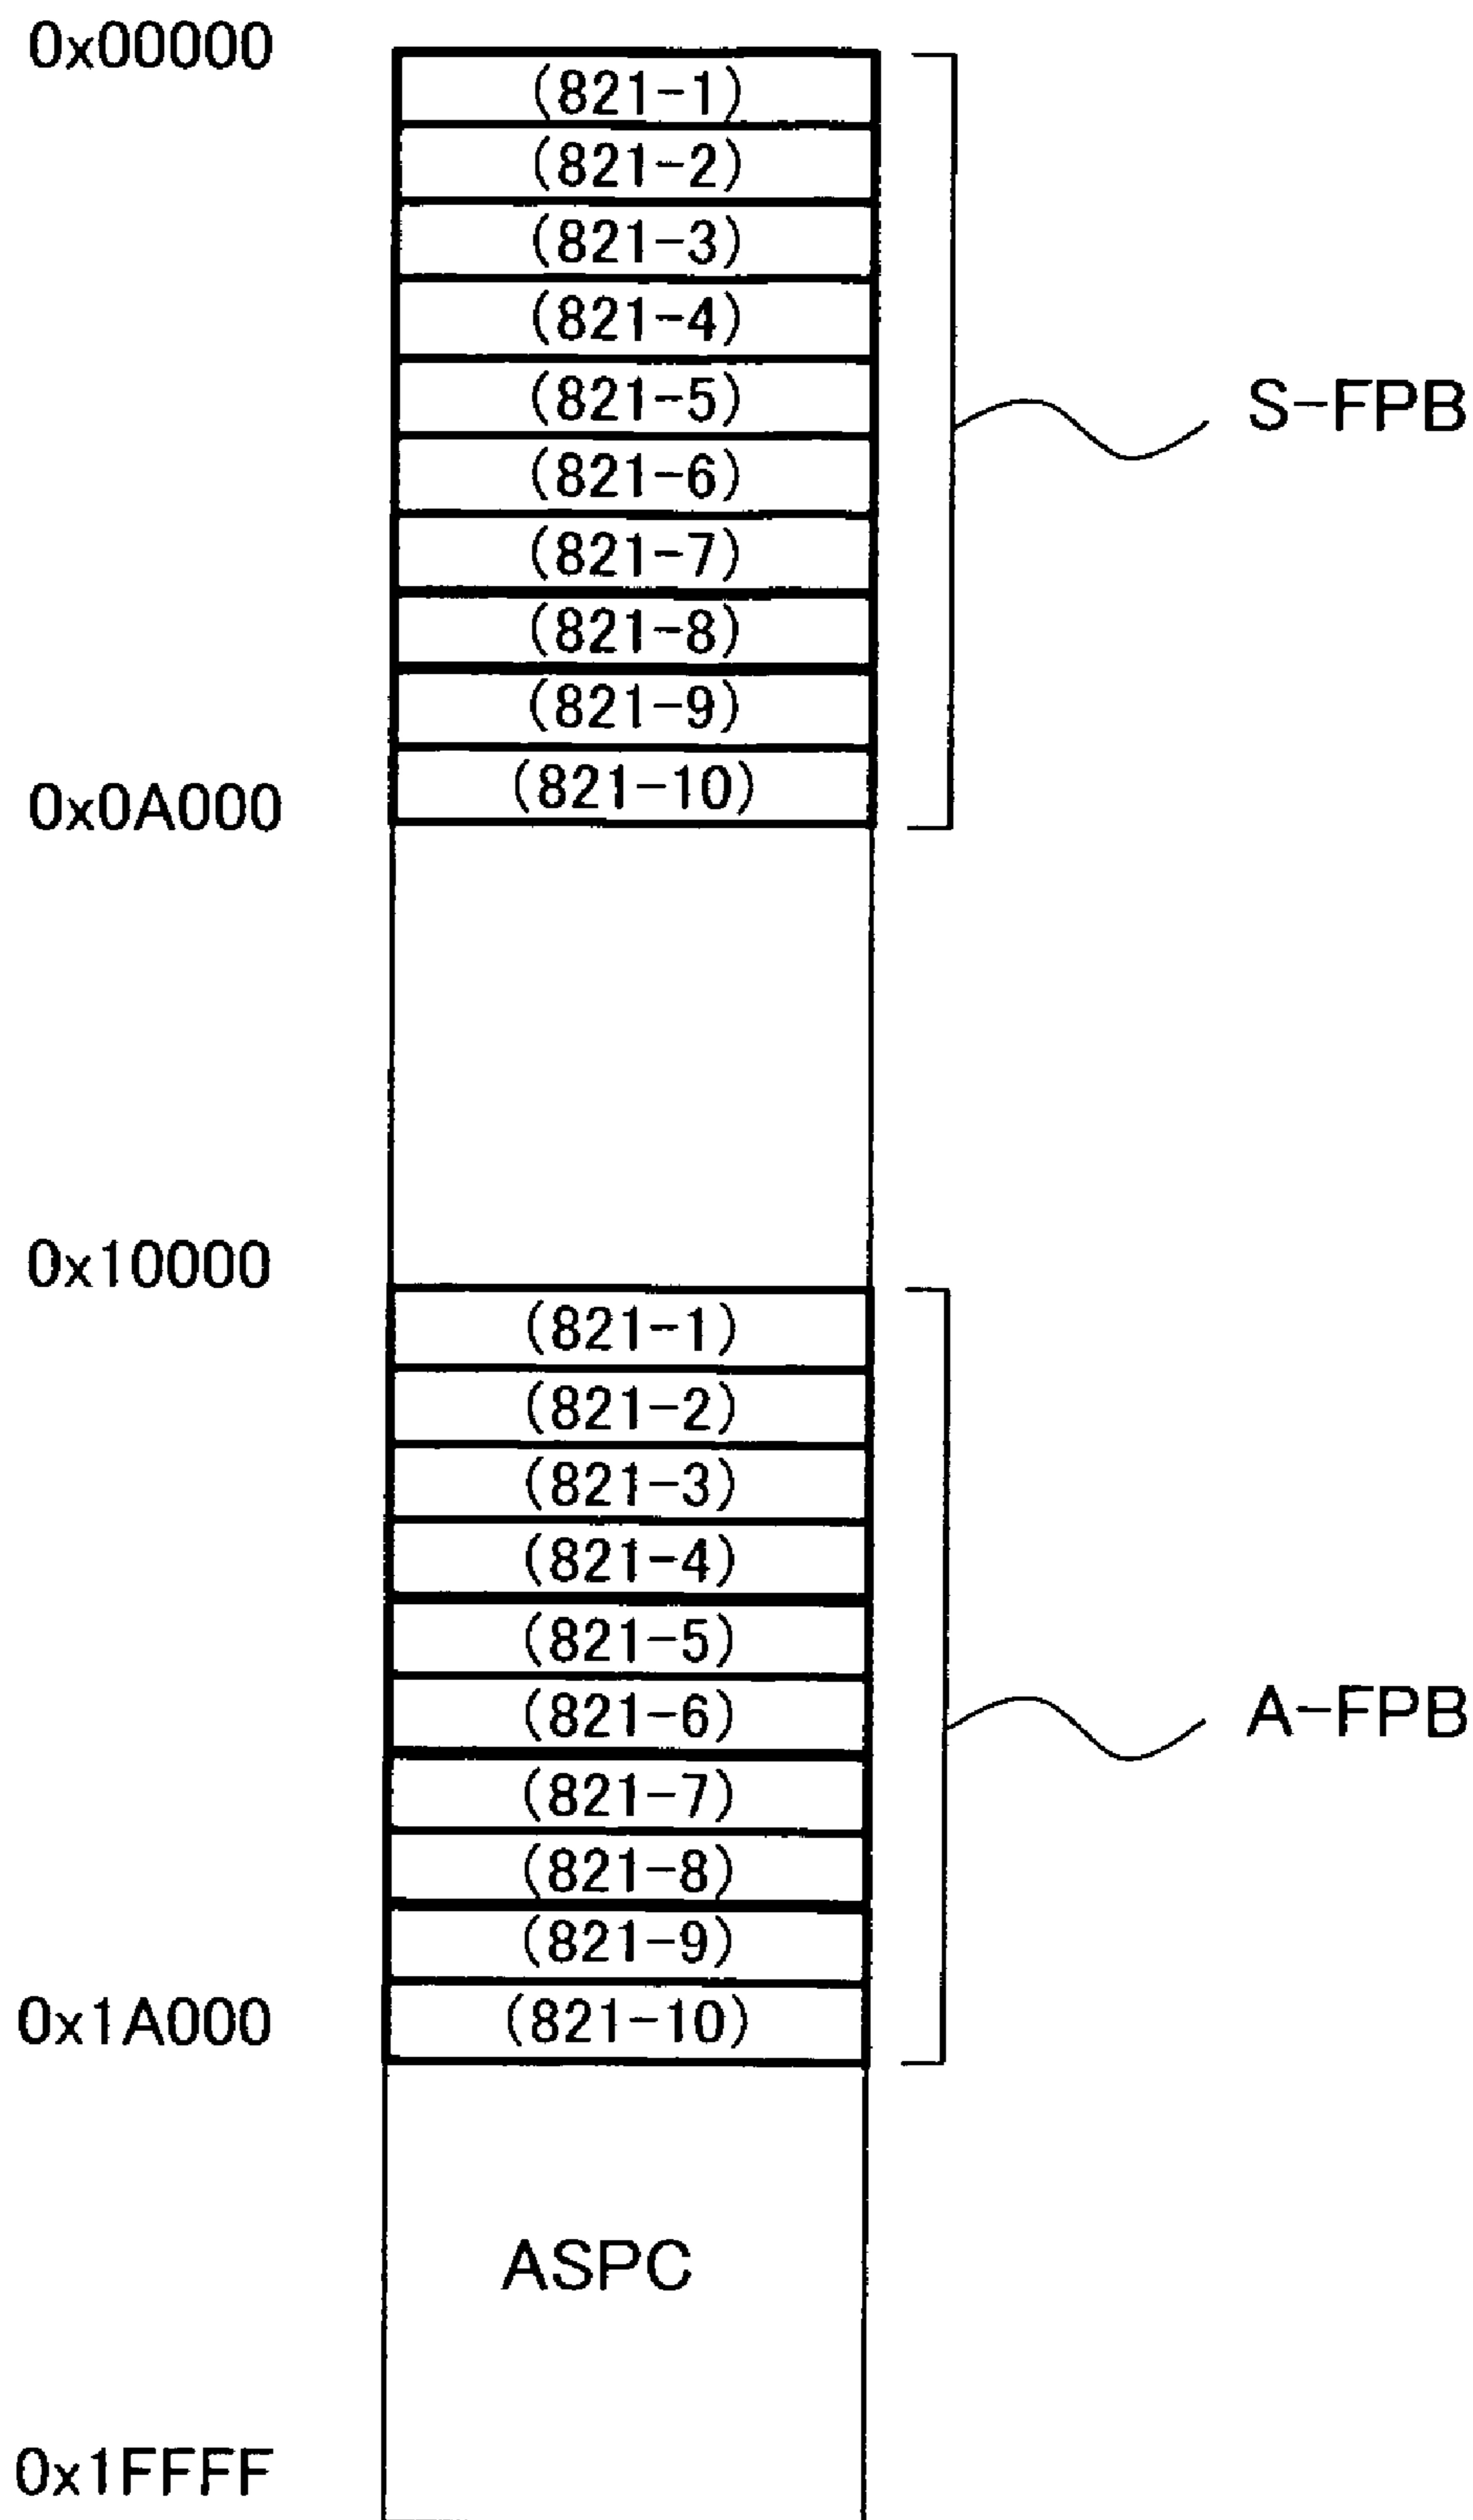 0x00000
(821-1)
(821-2)
(821-3)
(821-4)
(821-5)
S-FPB
(821-6)
(821-7)
(821-8)
(821-9)
0x0A000
(821-10)
0x10000
(821-1)
(821-2)
(821-3)
(821-4)
(821-5)
(821-6)
A-FPB
(821-7)
(821-8)
(821-9)
0x1A000
(821-10)
ASPC
0x1FFFF